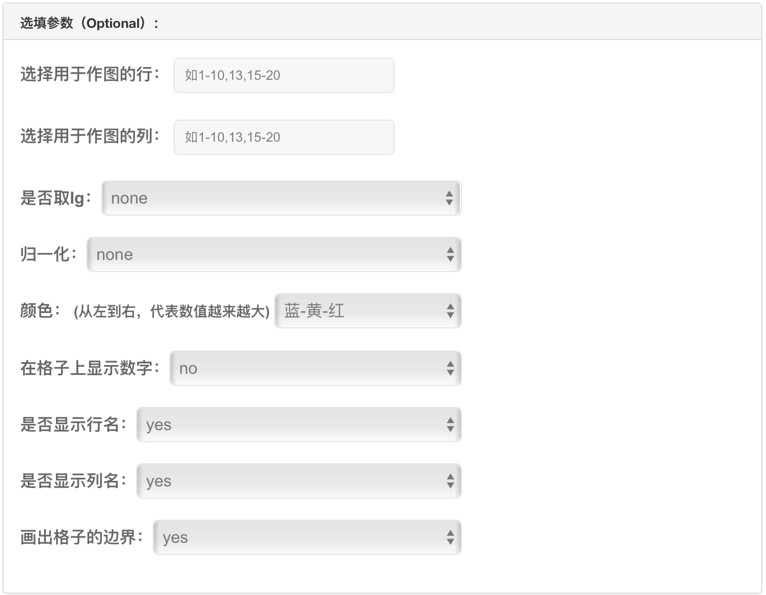 选填参数（Optional）:
选择用于作图的行： 如1-10,13,15-20
选择用于作图的列： 如1-10,13,15-20
是否取lg： none
归一化： none
颜色： (从左到右，代表数值越来越大) 蓝-黄-红
在格子上显示数字： no
是否显示行名： yes
是否显示列名： yes
画出格子的边界： yes